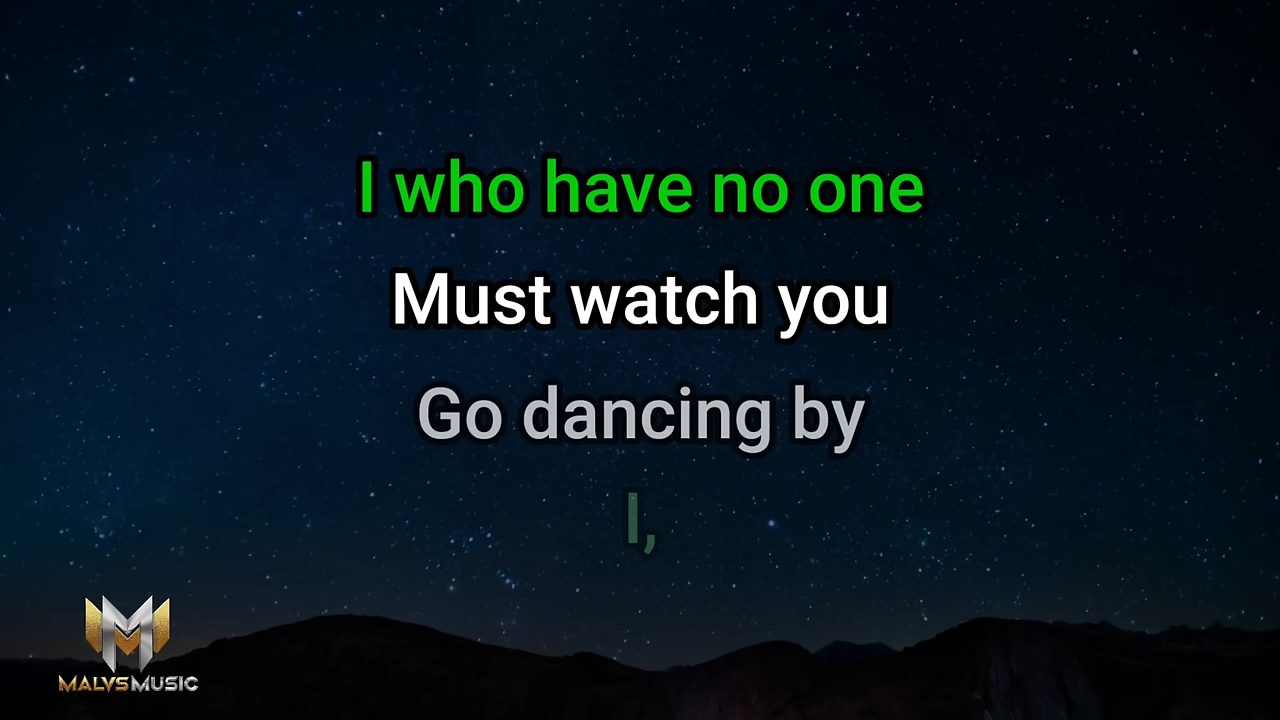 I who have no one
Must watch you
Go dancing by
I,
MALVSMUSIC